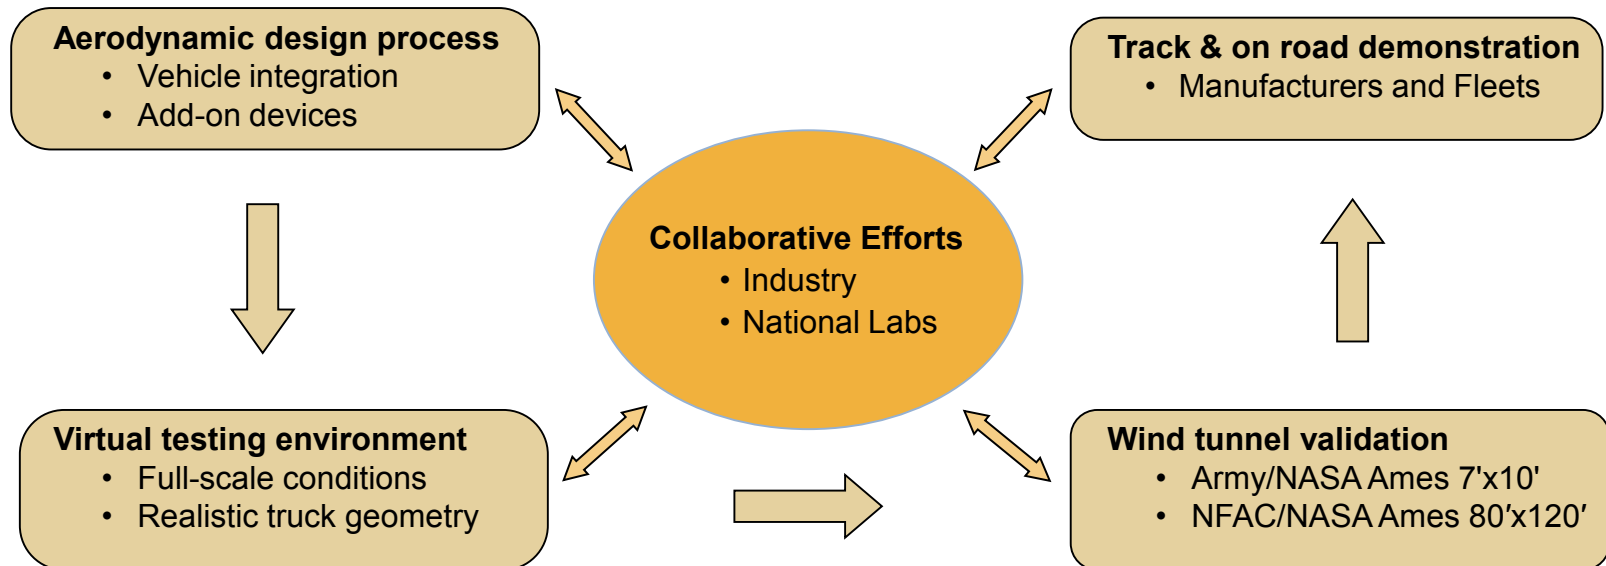 Aerodynamic design process
• Vehicle integration
• Add-on devices
Track & on road demonstration
• Manufacturers and Fleets
Collaborative Efforts
• Industry
• National Labs
Virtual testing environment
• Full-scale conditions
• Realistic truck geometry
Wind tunnel validation
• Army/NASA Ames 7'x10'
• NFAC/NASA Ames 80′x120′